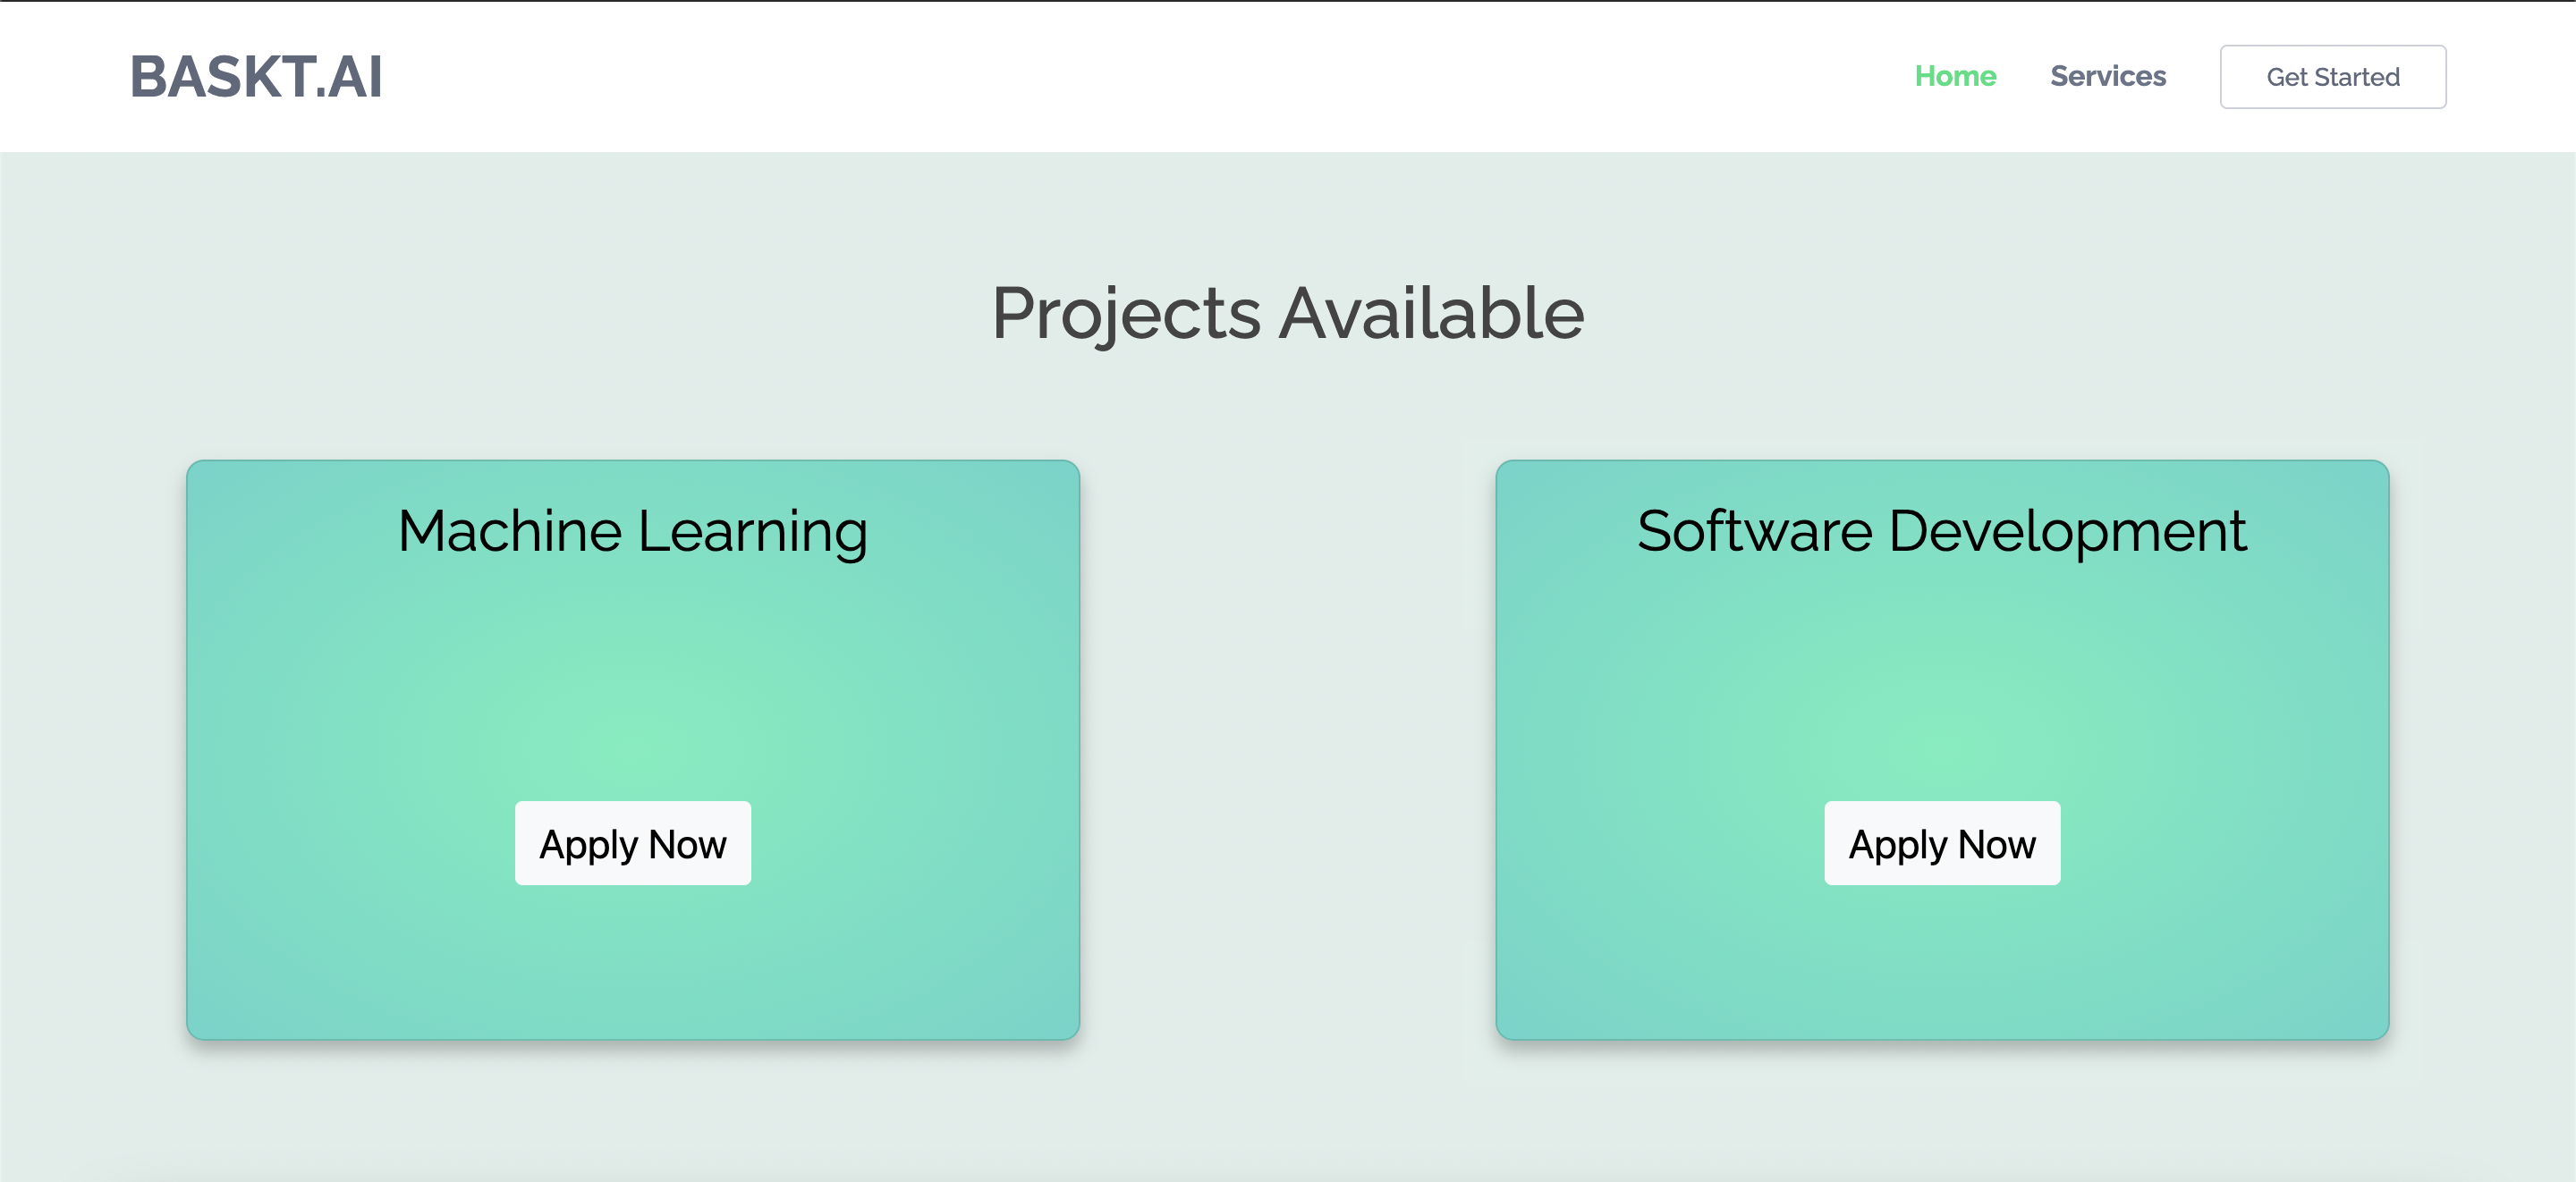 BASKT.AI
Home Services Get Started
Projects Available
Machine Learning
Apply Now
Software Development
Apply Now